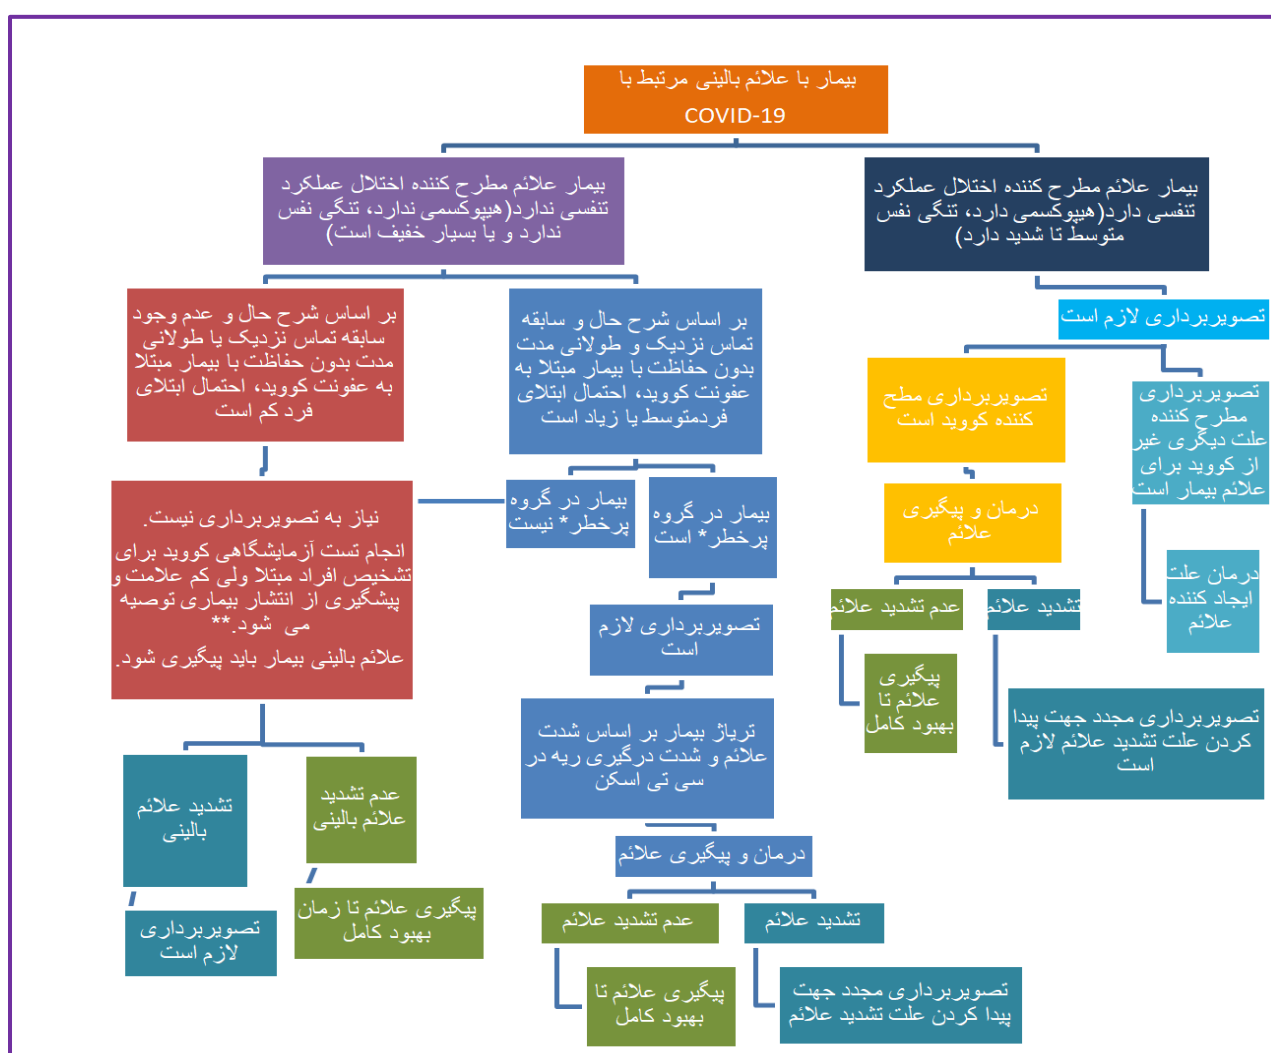 بیمار با علائم بالینی مرتبط با
COVID-19
بیمار علائم مطرح کننده اختلال عملکرد
تنفسی دارد(هیپوکسمی دارد، تنگی نفس
متوسط تا شدید دارد)
بیمار علائم مطرح کننده اختلال عملکرد
تنفسی ندارد(هیپوکسمی ندارد، تنگی نفس
ندارد و یا بسیار خفیف است)
تصویربرداری لازم است
بر اساس شرح حال و سابقه
تماس نزدیک و طولانی مدت
بدون حفاظت با بیمار مبتلا به
عفونت کووید، احتمال ابتلای
فردمتوسط یا زیاد است
بر اساس شرح حال و عدم وجود
سابقه تماس نزدیک یا طولانی
مدت بدون حفاظت با بیمار مبتلا
به عفونت کووید، احتمال ابتلای
فرد کم است
تصویربرداری
مطرح کننده
علت دیگری غیر
از کووید برای
علائم بیمار است
تصویربرداری مطح
کننده کووید است
بیمار در گروه
پرخطر* است
بیمار در گروه
پرخطر* نیست
نیاز به تصویربرداری نیست.
انجام تست آزمایشگاهی کووید برای
تشخیص افراد مبتلا ولی کم علامت و
پیشگیری از انتشار بیماری توصیه
می شود.**
علائم بالینی بیمار باید پیگیری شود.
درمان و پیگیری
علائم
درمان علت
ایجاد کننده
علائم
تشدید علائم
عدم تشدید علائم
تصویربرداری لازم
است
پیگیری
علائم تا
بهبود کامل
تصویربرداری مجدد جهت پیدا
کردن علت تشدید علائم لازم
است
تریاژ بیمار بر اساس شدت
علائم و شدت درگیری ریه در
سی تی اسکن
عدم تشدید
علائم بالینی
تشدید علائم
بالینی
درمان و پیگیری علائم
پیگیری علائم تا زمان
بهبود کامل
تصویربرداری
لازم است
تشدید علائم
عدم تشدید علائم
تصویربرداری مجدد جهت
پیدا کردن علت تشدید علائم
پیگیری علائم تا
بهبود کامل